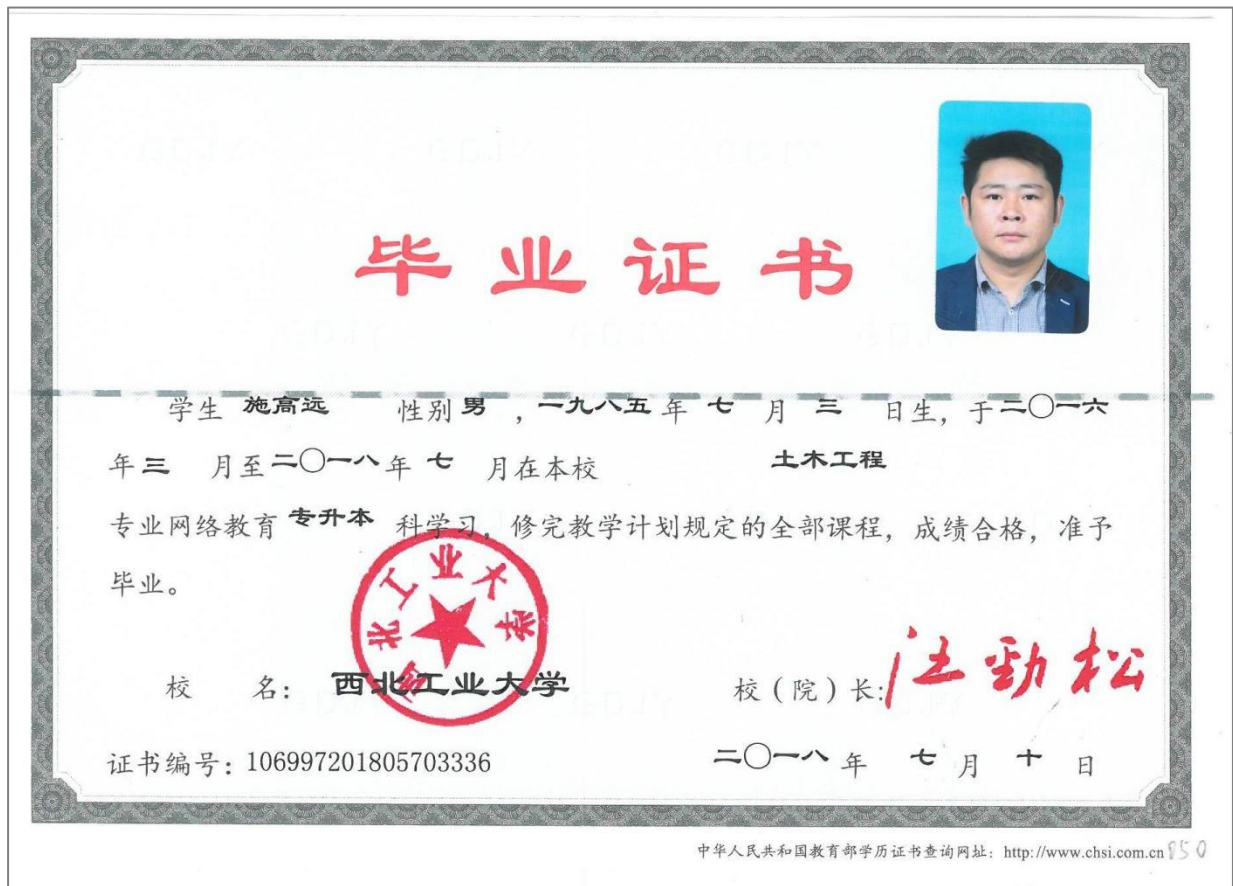 毕业证书
学生 施高远 性别 男 ，一九八五 年 七 月 三 日生，于二〇一六
年 三 月至二〇一八 年 七 月在本校 土木工程
专业网络教育 专升本 科学习，修完教学计划规定的全部课程，成绩合格，准予
毕业。
西北工业大学
校 名：西北工业大学 校（院）长：汪劲松
证书编号：106997201805703336 二〇一八 年 七 月 十 日
中华人民共和国教育部学历证书查询网址：http://www.chsi.com.cn 850